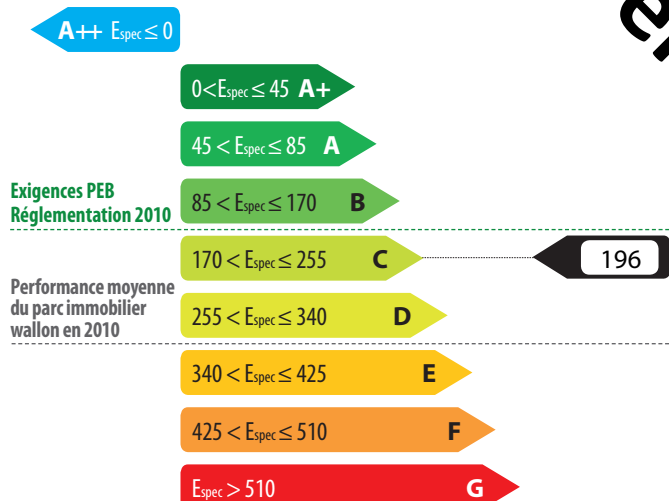 A++ Espec ≤ 0
0<Espec ≤ 45 A+
45 < Espec ≤ 85 A
Exigences PEB
Réglementation 2010
85 < Espec ≤ 170 B
170 < Espec ≤ 255 C
196
Performance moyenne
du parc immobilier
wallon en 2010
255 < Espec ≤ 340 D
340 < Espec ≤ 425 E
425 < Espec ≤ 510 F
Espec > 510 G